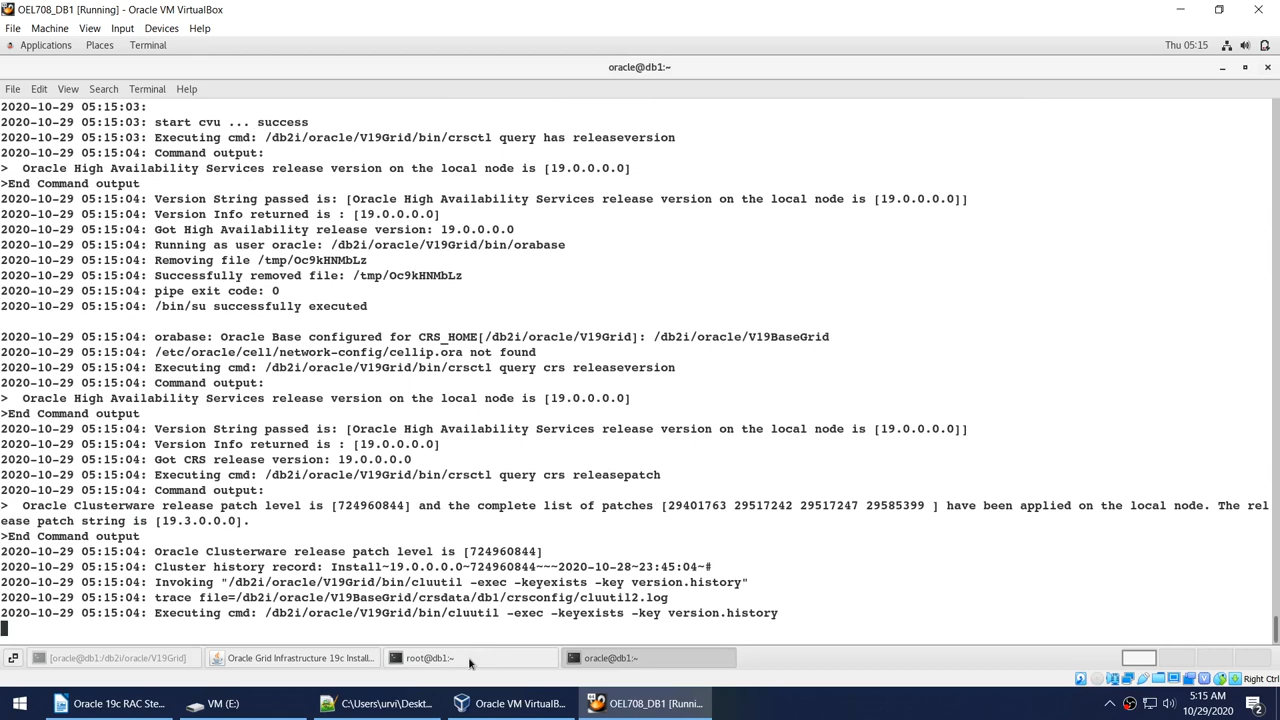 OEL708_DB1 [Running] - Oracle VM VirtualBox
File Machine View Input Devices Help
Applications Places Terminal Thu 05:15
oracle@db1:~
File Edit View Search Terminal Help
2020-10-29 05:15:03:
2020-10-29 05:15:03: start cvu ... success
2020-10-29 05:15:03: Executing cmd: /db2i/oracle/V19Grid/bin/crsctl query has releaseversion
2020-10-29 05:15:04: Command output:
>  Oracle High Availability Services release version on the local node is [19.0.0.0.0]
>End Command output
2020-10-29 05:15:04: Version String passed is: [Oracle High Availability Services release version on the local node is [19.0.0.0.0]]
2020-10-29 05:15:04: Version Info returned is : [19.0.0.0.0]
2020-10-29 05:15:04: Got High Availability release version: 19.0.0.0.0
2020-10-29 05:15:04: Running as user oracle: /db2i/oracle/V19Grid/bin/orabase
2020-10-29 05:15:04: Removing file /tmp/Oc9kHNMbLz
2020-10-29 05:15:04: Successfully removed file: /tmp/Oc9kHNMbLz
2020-10-29 05:15:04: pipe exit code: 0
2020-10-29 05:15:04: /bin/su successfully executed
2020-10-29 05:15:04: orabase: Oracle Base configured for CRS_HOME[/db2i/oracle/V19Grid]: /db2i/oracle/V19BaseGrid
2020-10-29 05:15:04: /etc/oracle/cell/network-config/cellip.ora not found
2020-10-29 05:15:04: Executing cmd: /db2i/oracle/V19Grid/bin/crsctl query crs releaseversion
2020-10-29 05:15:04: Command output:
>  Oracle High Availability Services release version on the local node is [19.0.0.0.0]
>End Command output
2020-10-29 05:15:04: Version String passed is: [Oracle High Availability Services release version on the local node is [19.0.0.0.0]]
2020-10-29 05:15:04: Version Info returned is : [19.0.0.0.0]
2020-10-29 05:15:04: Got CRS release version: 19.0.0.0.0
2020-10-29 05:15:04: Executing cmd: /db2i/oracle/V19Grid/bin/crsctl query crs releasepatch
2020-10-29 05:15:04: Command output:
>  Oracle Clusterware release patch level is [724960844] and the complete list of patches [29401763 29517242 29517247 29585399 ] have been applied on the local node. The rel
ease patch string is [19.3.0.0.0].
>End Command output
2020-10-29 05:15:04: Oracle Clusterware release patch level is [724960844]
2020-10-29 05:15:04: Cluster history record: Install~19.0.0.0.0~724960844~~~2020-10-28~23:45:04~#
2020-10-29 05:15:04: Invoking "/db2i/oracle/V19Grid/bin/cluutil -exec -keyexists -key version.history"
2020-10-29 05:15:04: trace file=/db2i/oracle/V19BaseGrid/crsdata/db1/crsconfig/cluutil2.log
2020-10-29 05:15:04: Executing cmd: /db2i/oracle/V19Grid/bin/cluutil -exec -keyexists -key version.history
[oracle@db1:/db2i/oracle/V19Grid] Oracle Grid Infrastructure 19c Install... root@db1:~ oracle@db1:~
Right Ctrl
Oracle 19c RAC Ste... VM (E:) C:\Users\urvi\Deskt... Oracle VM VirtualB... OEL708_DB1 [Runni... 5:15 AM
10/29/2020 2